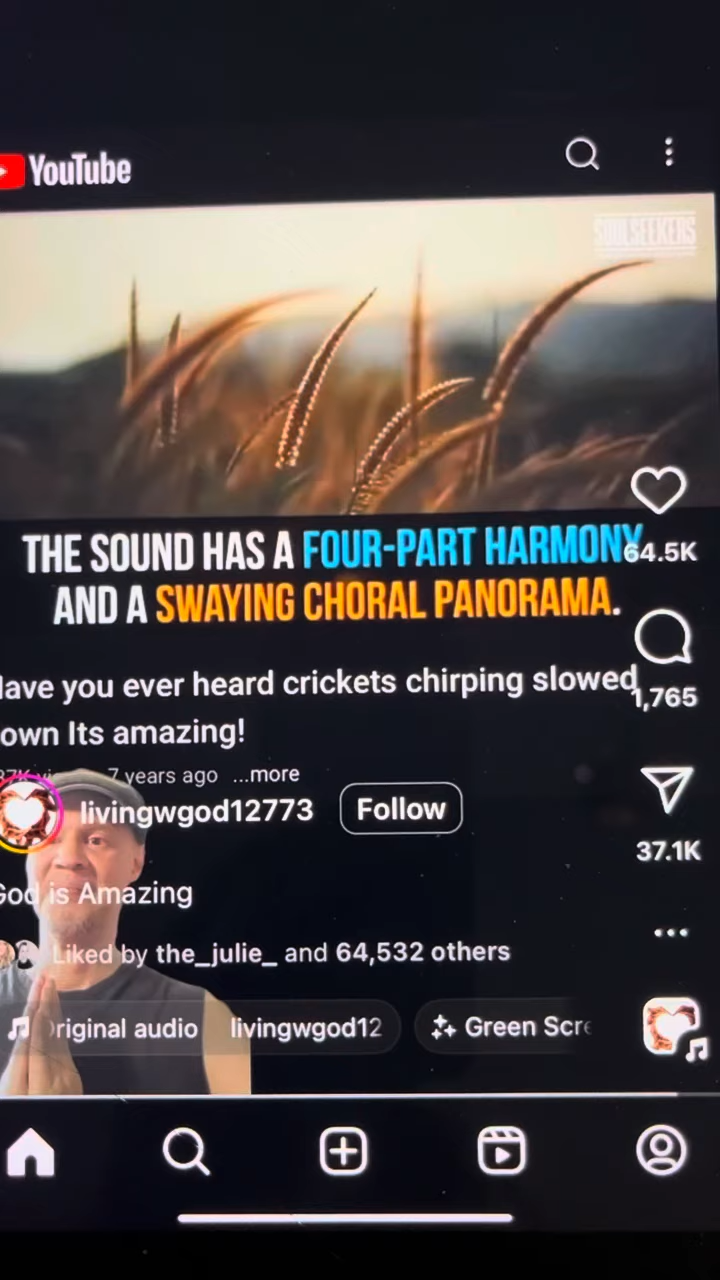 YouTube
SOULSEEKERS
THE SOUND HAS A FOUR-PART HARMONY
AND A SWAYING CHORAL PANORAMA.
64.5K
lave you ever heard crickets chirping slowed
own Its amazing!
1,765
7 years ago ...more
livingwgod12773 Follow
37.1K
God is Amazing
Liked by the_julie_ and 64,532 others
riginal audio livingwgod12 Green Scre